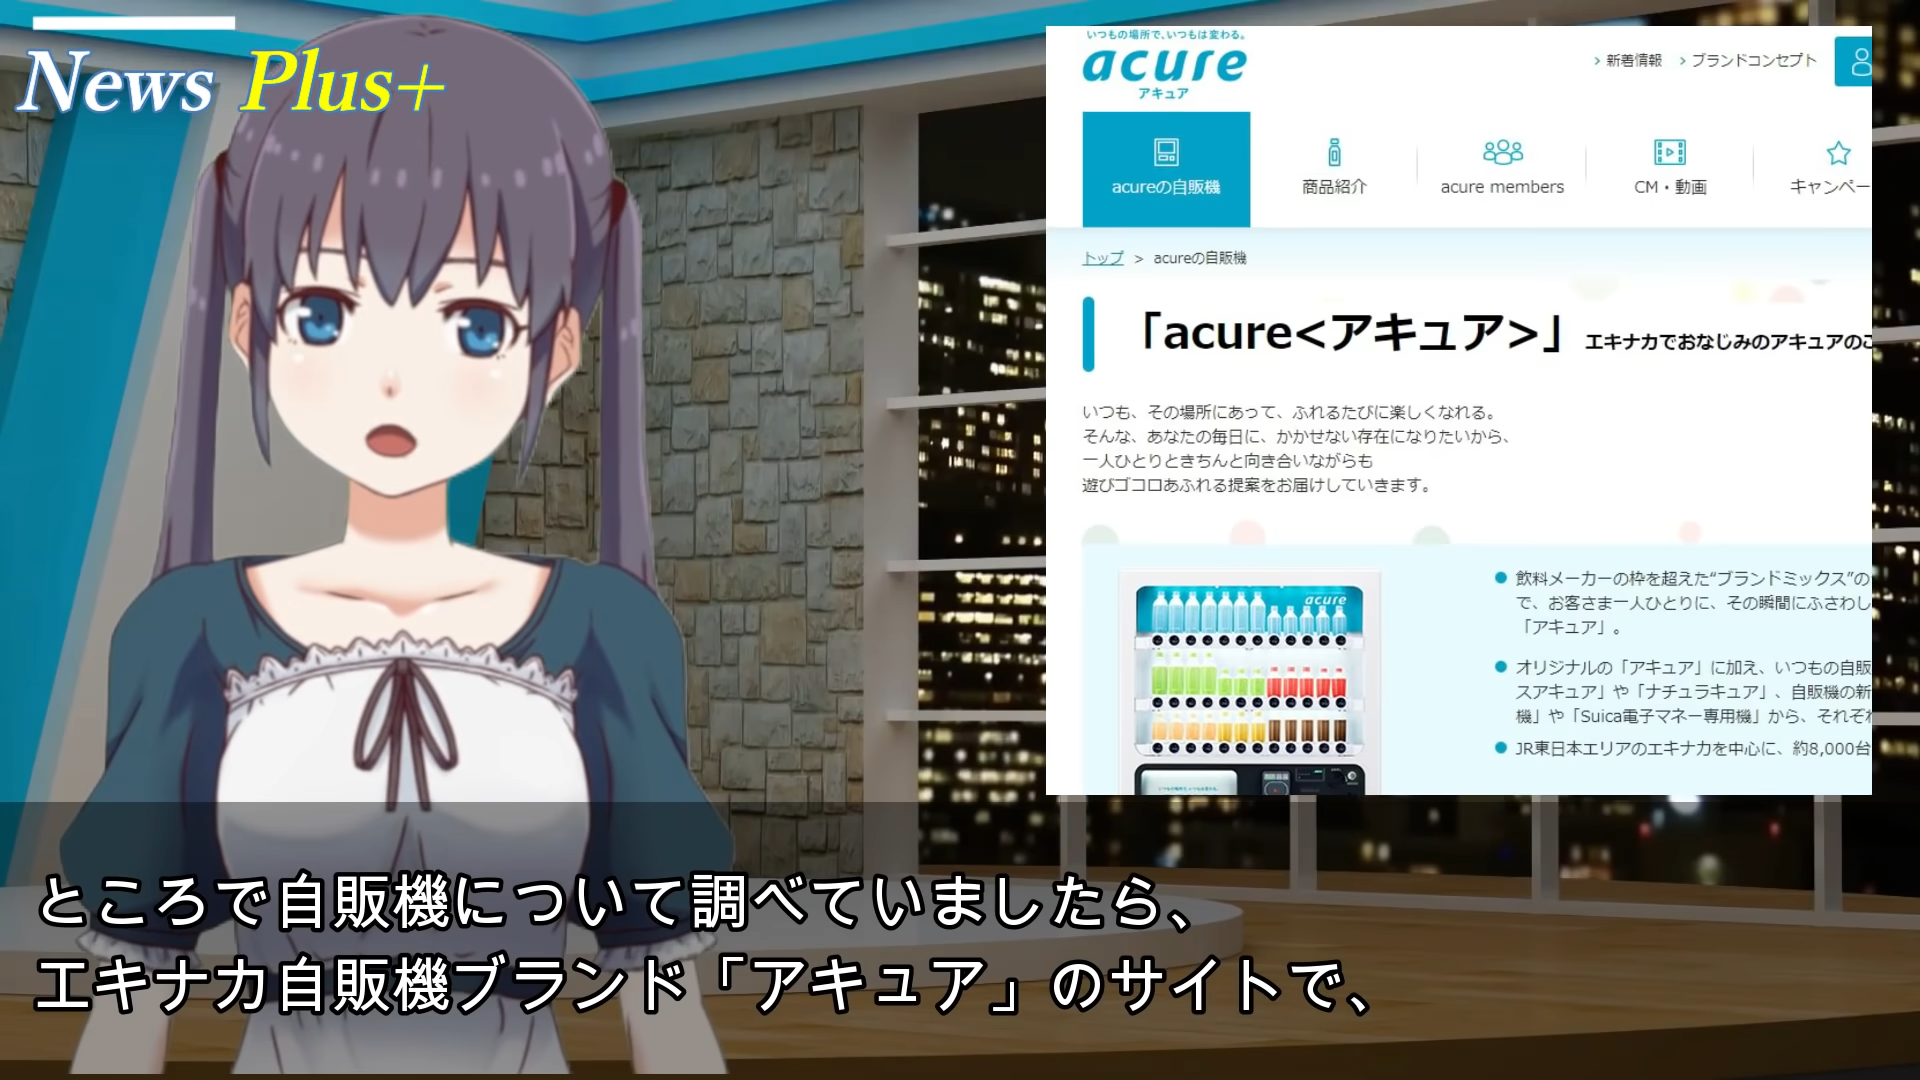 News Plus+
いつもの場所で、いつもは変わる。
acure
アキュア
新着情報
ブランドコンセプト
acureの自販機
商品紹介
acure members
CM・動画
キャンペー
トップ > acureの自販機
「acure<アキュア>」 エキナカでおなじみのアキュアのご
いつも、その場所にあって、ふれるたびに楽しくなれる。
そんな、あなたの毎日に、かかせない存在になりたいから、
一人ひとりときちんと向き合いながらも
遊びゴコロあふれる提案をお届けしていきます。
acure
飲料メーカーの枠を超えた“ブランドミックス”の
で、お客さま一人ひとりに、その瞬間にふさわし
「アキュア」。
オリジナルの「アキュア」に加え、いつもの自販
スアキュア」や「ナチュラキュア」、自販機の新
機」や「Suica電子マネー専用機」から、それぞれ
JR東日本エリアのエキナカを中心に、約8,000台
ところで自販機について調べていましたら、
エキナカ自販機ブランド「アキュア」のサイトで、